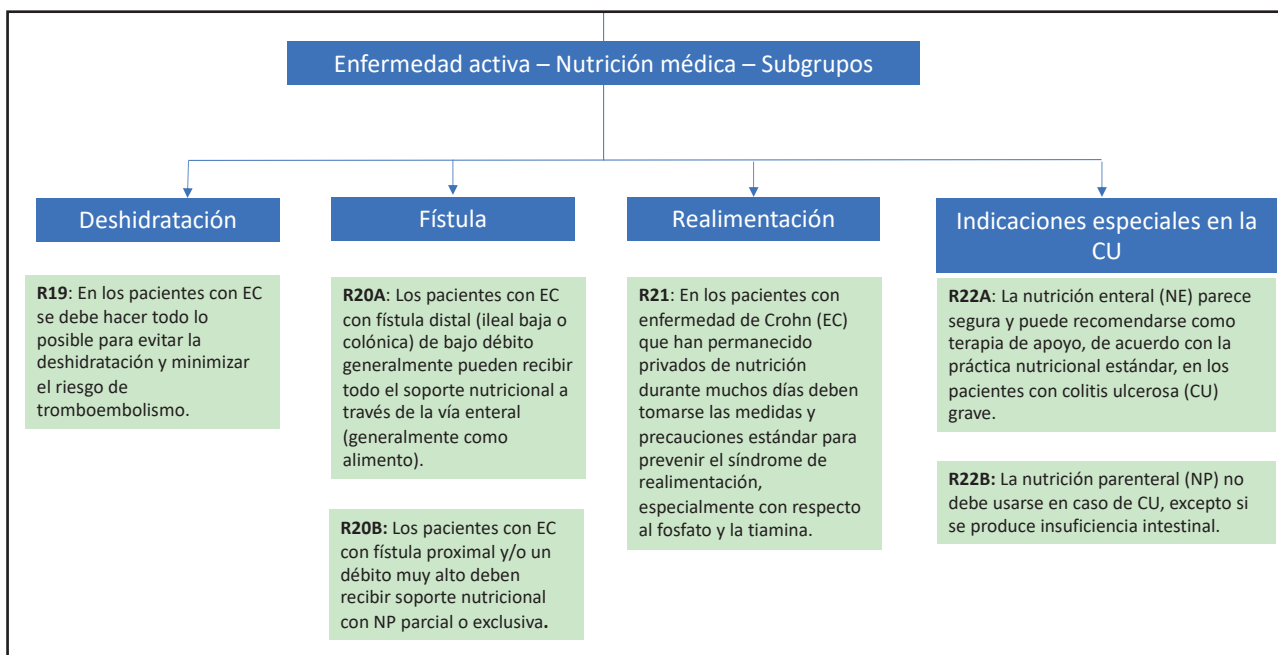 Enfermedad activa – Nutrición médica – Subgrupos
Deshidratación
R19: En los pacientes con EC
se debe hacer todo lo
posible para evitar la
deshidratación y minimizar
el riesgo de
tromboembolismo.
Fístula
R20A: Los pacientes con EC
con fístula distal (ileal baja o
colónica) de bajo débito
generalmente pueden recibir
todo el soporte nutricional a
través de la vía enteral
(generalmente como
alimento).
R20B: Los pacientes con EC
con fístula proximal y/o un
débito muy alto deben
recibir soporte nutricional
con NP parcial o exclusiva.
Realimentación
R21: En los pacientes con
enfermedad de Crohn (EC)
que han permanecido
privados de nutrición
durante muchos días deben
tomarse las medidas y
precauciones estándar para
prevenir el síndrome de
realimentación,
especialmente con respecto
al fosfato y la tiamina.
Indicaciones especiales en la
CU
R22A: La nutrición enteral (NE) parece
segura y puede recomendarse como
terapia de apoyo, de acuerdo con la
práctica nutricional estándar, en los
pacientes con colitis ulcerosa (CU)
grave.
R22B: La nutrición parenteral (NP) no
debe usarse en caso de CU, excepto si
se produce insuficiencia intestinal.